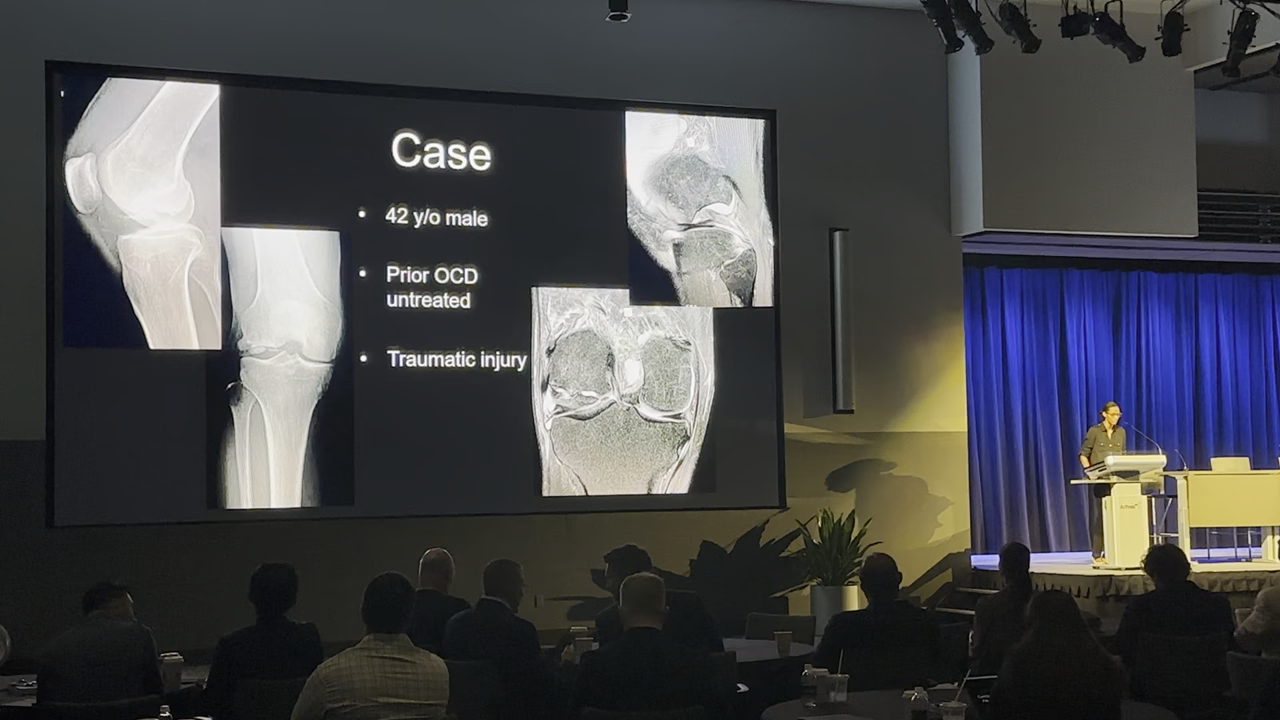 Case
• 42 y/o male
• Prior OCD
untreated
• Traumatic injury